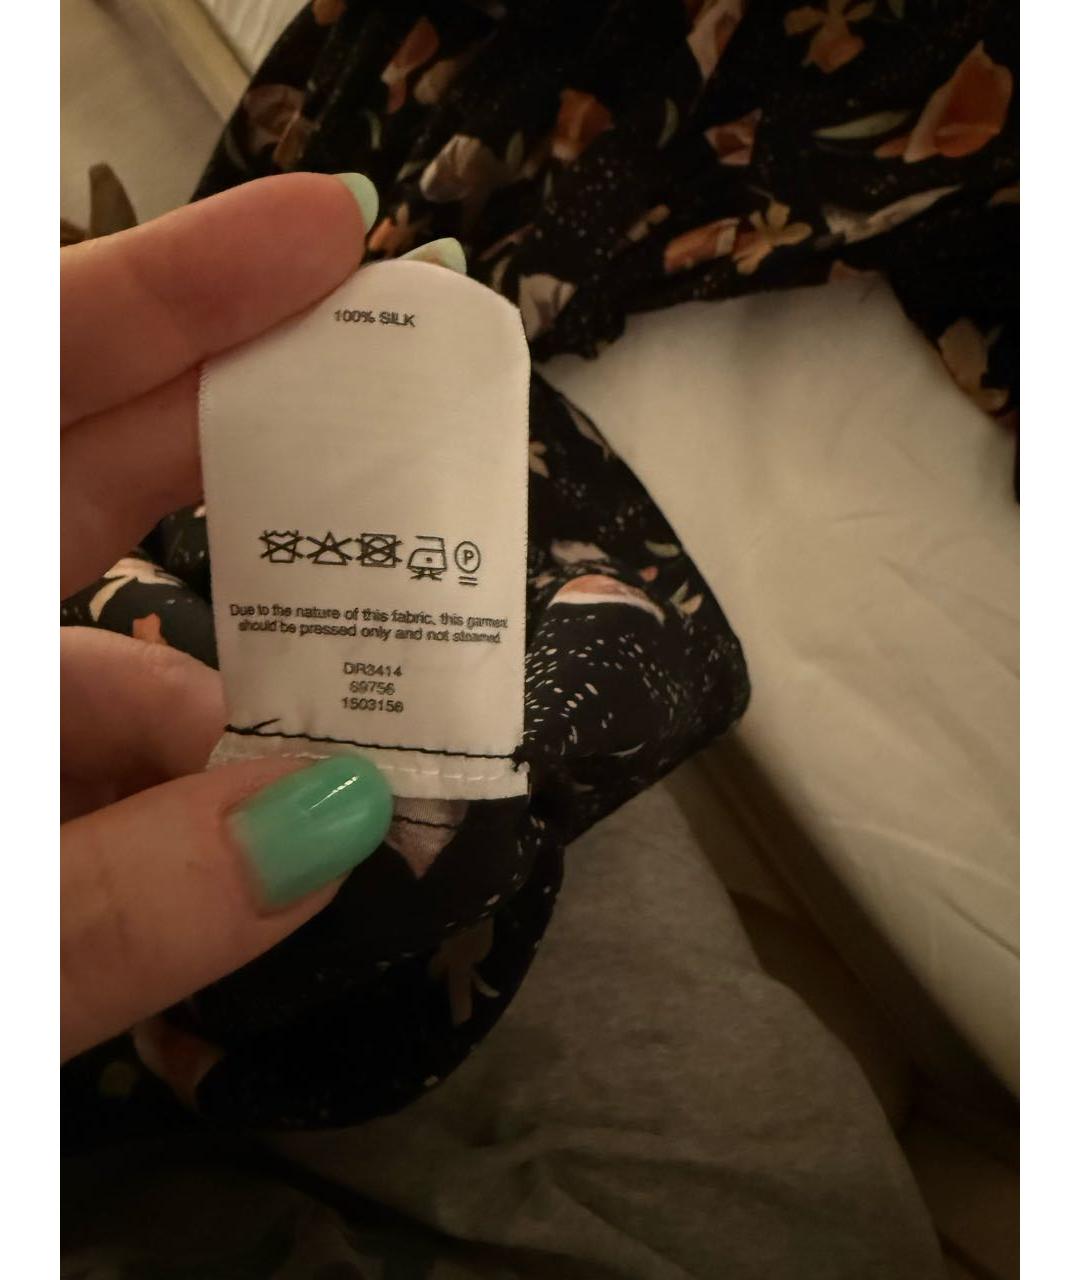 100% SILK
P
Due to the nature of this fabric, this garment
should be pressed only and not steamed
DR3414
69756
1503156